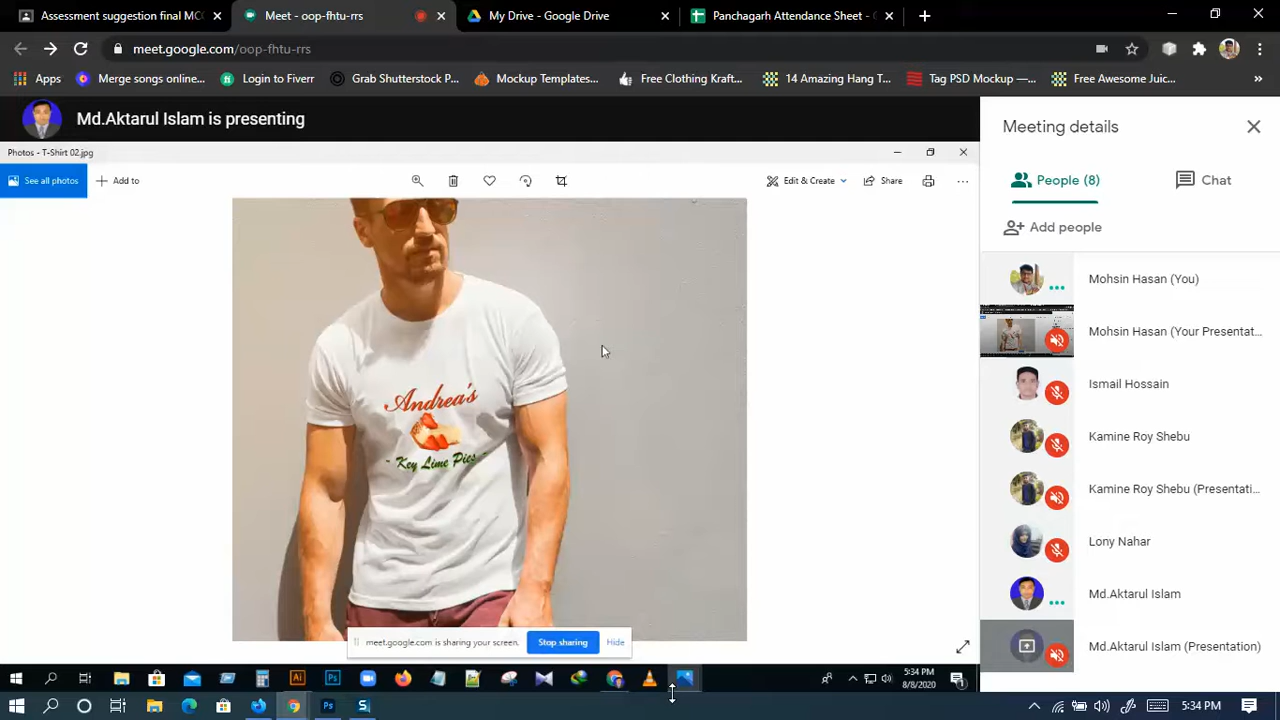 Assessment suggestion final MCQ
Meet - oop-fhtu-rrs
My Drive - Google Drive
Panchagarh Attendance Sheet - G
meet.google.com/oop-fhtu-rrs
Apps
Merge songs online...
Login to Fiverr
Grab Shutterstock P...
Mockup Templates...
Free Clothing Kraft...
14 Amazing Hang T...
Tag PSD Mockup —...
Free Awesome Juic...
»
Md.Aktarul Islam is presenting
Photos - T-Shirt 02.jpg
See all photos
Add to
Edit & Create
Share
Andrea's
- Key Lime Pies -
meet.google.com is sharing your screen.
Stop sharing
Hide
5:34 PM
8/8/2020
Meeting details
People (8)
Chat
Add people
Mohsin Hasan (You)
Mohsin Hasan (Your Presentat...
Ismail Hossain
Kamine Roy Shebu
Kamine Roy Shebu (Presentati...
Lony Nahar
Md.Aktarul Islam
Md.Aktarul Islam (Presentation)
5:34 PM